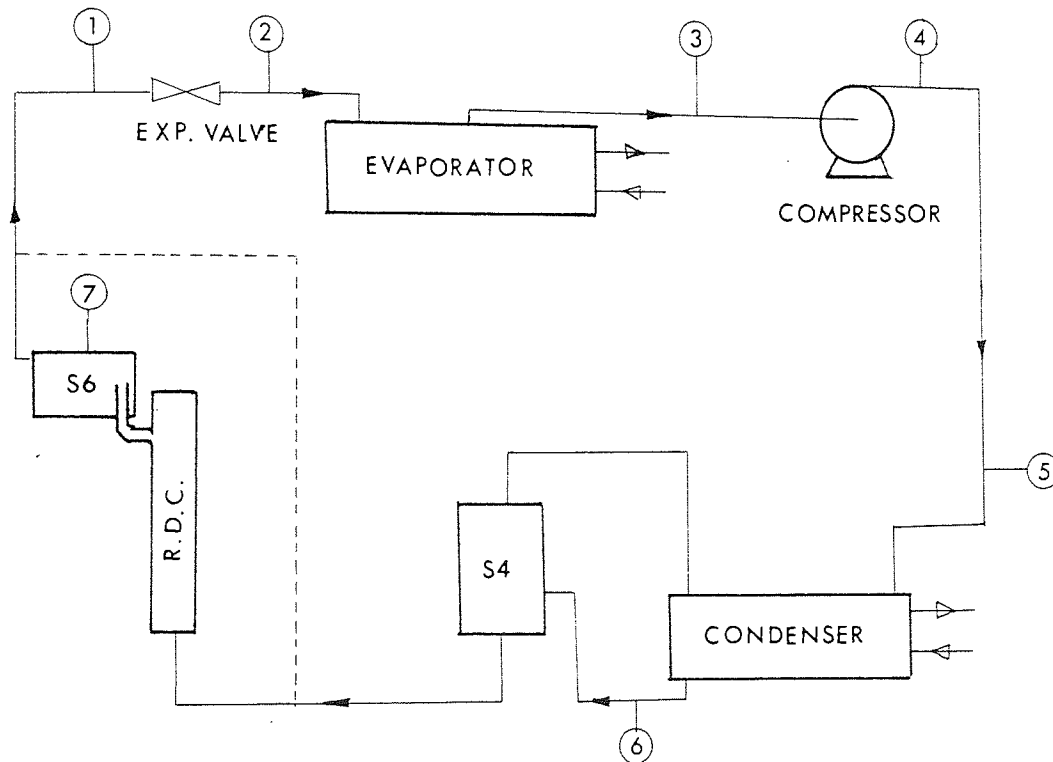 1
2
3
4
EXP. VALVE
EVAPORATOR
COMPRESSOR
7
S6
R.D.C.
S4
5
CONDENSER
6